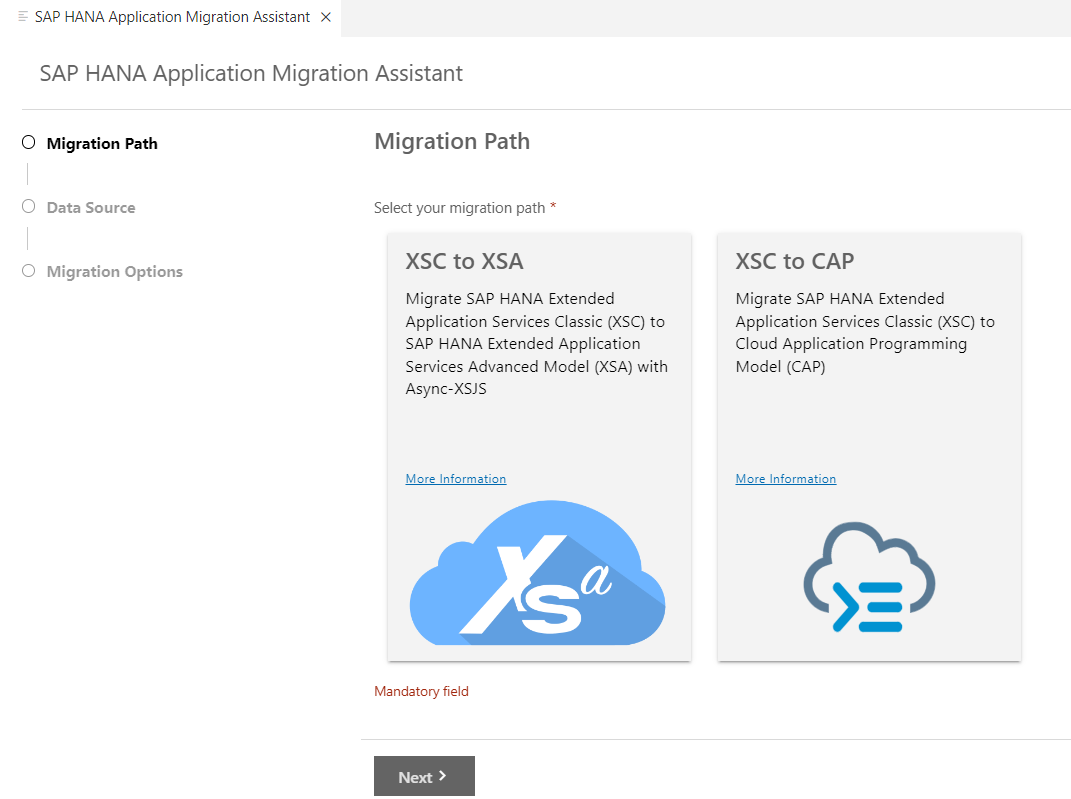 SAP HANA Application Migration Assistant
SAP HANA Application Migration Assistant
Migration Path
Data Source
Migration Options
Migration Path
Select your migration path *
XSC to XSA
Migrate SAP HANA Extended
Application Services Classic (XSC) to
SAP HANA Extended Application
Services Advanced Model (XSA) with
Async-XSJS
More Information
XSa
XSC to CAP
Migrate SAP HANA Extended
Application Services Classic (XSC) to
Cloud Application Programming
Model (CAP)
More Information
Mandatory field
Next